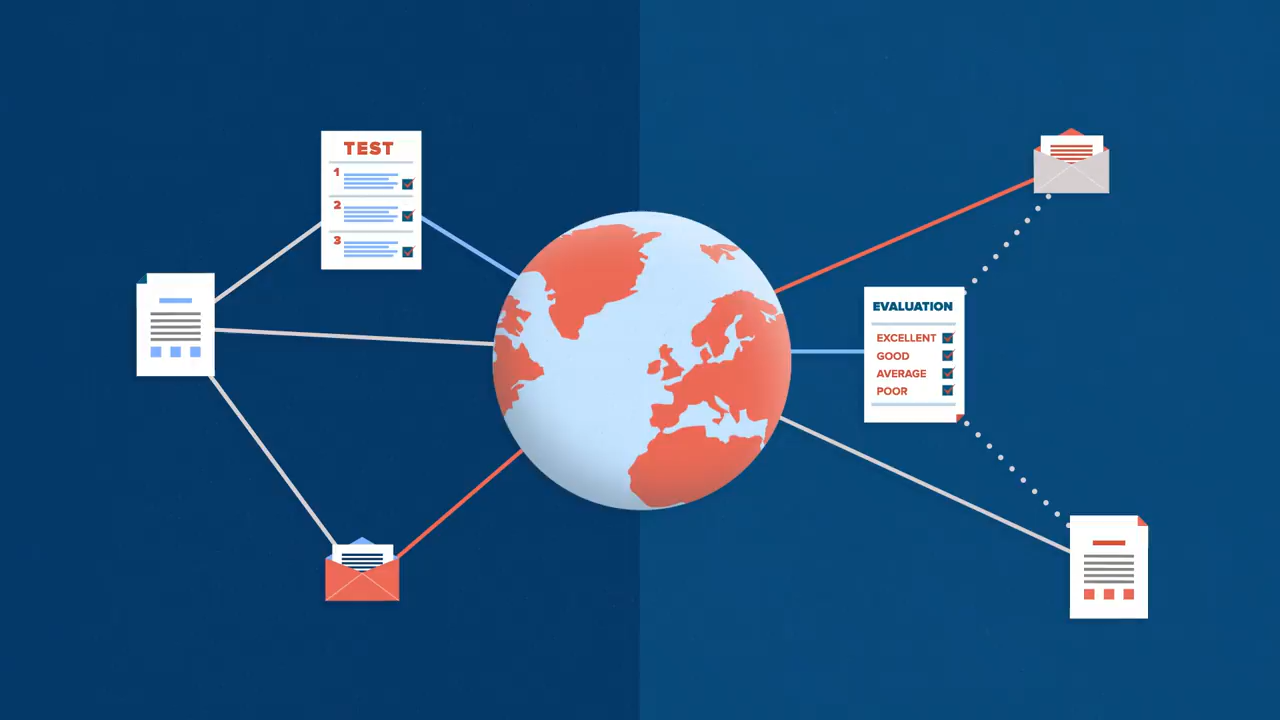 TEST
1
2
3
EVALUATION
EXCELLENT
GOOD
AVERAGE
POOR